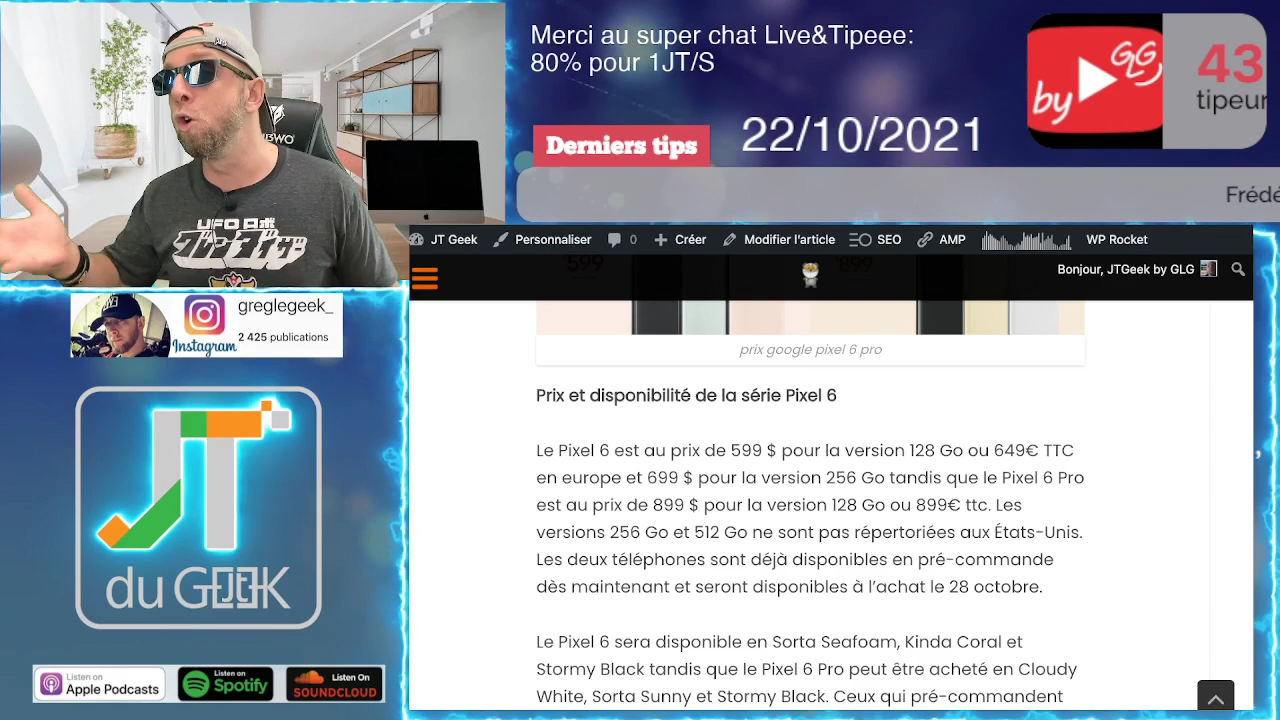 Merci au super chat Live&Tipeee:
80% pour 1JT/S
Derniers tips
22/10/2021
by GLG
43
tipeur
Frédé
JT Geek
Personnaliser
0
Créer
Modifier l'article
SEO
AMP
WP Rocket
Bonjour, JTGeek by GLG
greglegeek_
2 425 publications
Instagram
prix google pixel 6 pro
Prix et disponibilité de la série Pixel 6
Le Pixel 6 est au prix de 599 $ pour la version 128 Go ou 649€ TTC
en europe et 699 $ pour la version 256 Go tandis que le Pixel 6 Pro
est au prix de 899 $ pour la version 128 Go ou 899€ ttc. Les
versions 256 Go et 512 Go ne sont pas répertoriées aux États-Unis.
Les deux téléphones sont déjà disponibles en pré-commande
dès maintenant et seront disponibles à l'achat le 28 octobre.
Le Pixel 6 sera disponible en Sorta Seafoam, Kinda Coral et
Stormy Black tandis que le Pixel 6 Pro peut être acheté en Cloudy
White, Sorta Sunny et Stormy Black. Ceux qui pré-commandent
JT
du GEEK
Listen on
Apple Podcasts
Listen on
Spotify
Listen On
SOUNDCLOUD